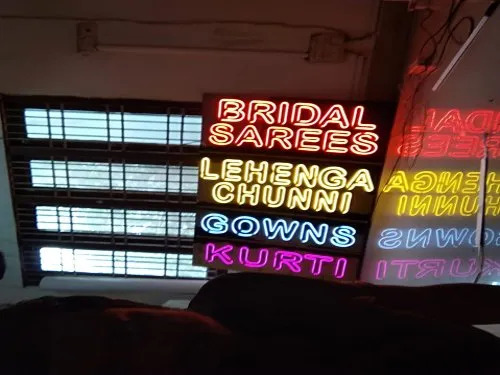 BRIDAL
SAREES
LEHENGA
CHUNNI
GOWNS
KURTI